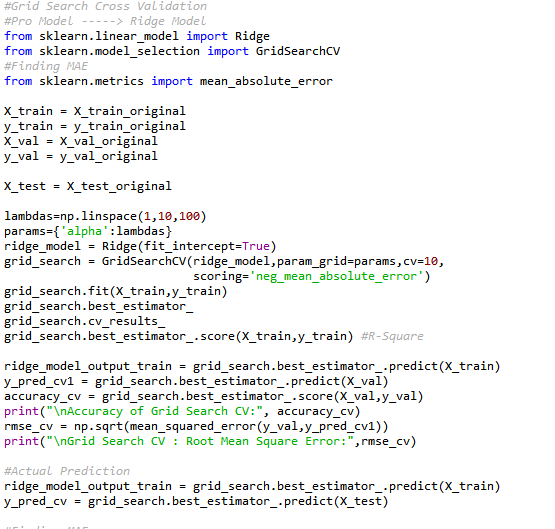 #Grid Search Cross Validation
#Pro Model -----> Ridge Model
from sklearn.linear_model import Ridge
from sklearn.model_selection import GridSearchCV
#Finding MAE
from sklearn.metrics import mean_absolute_error
X_train = X_train_original
y_train = y_train_original
X_val = X_val_original
y_val = y_val_original
X_test = X_test_original
lambdas=np.linspace(1,10,100)
params={'alpha':lambdas}
ridge_model = Ridge(fit_intercept=True)
grid_search = GridSearchCV(ridge_model,param_grid=params,cv=10,
scoring='neg_mean_absolute_error')
grid_search.fit(X_train,y_train)
grid_search.best_estimator_
grid_search.cv_results_
grid_search.best_estimator_.score(X_train,y_train) #R-Square
ridge_model_output_train = grid_search.best_estimator_.predict(X_train)
y_pred_cv1 = grid_search.best_estimator_.predict(X_val)
accuracy_cv = grid_search.best_estimator_.score(X_val,y_val)
print("\nAccuracy of Grid Search CV:", accuracy_cv)
rmse_cv = np.sqrt(mean_squared_error(y_val,y_pred_cv1))
print("\nGrid Search CV : Root Mean Square Error:",rmse_cv)
#Actual Prediction
ridge_model_output_train = grid_search.best_estimator_.predict(X_train)
y_pred_cv = grid_search.best_estimator_.predict(X_test)